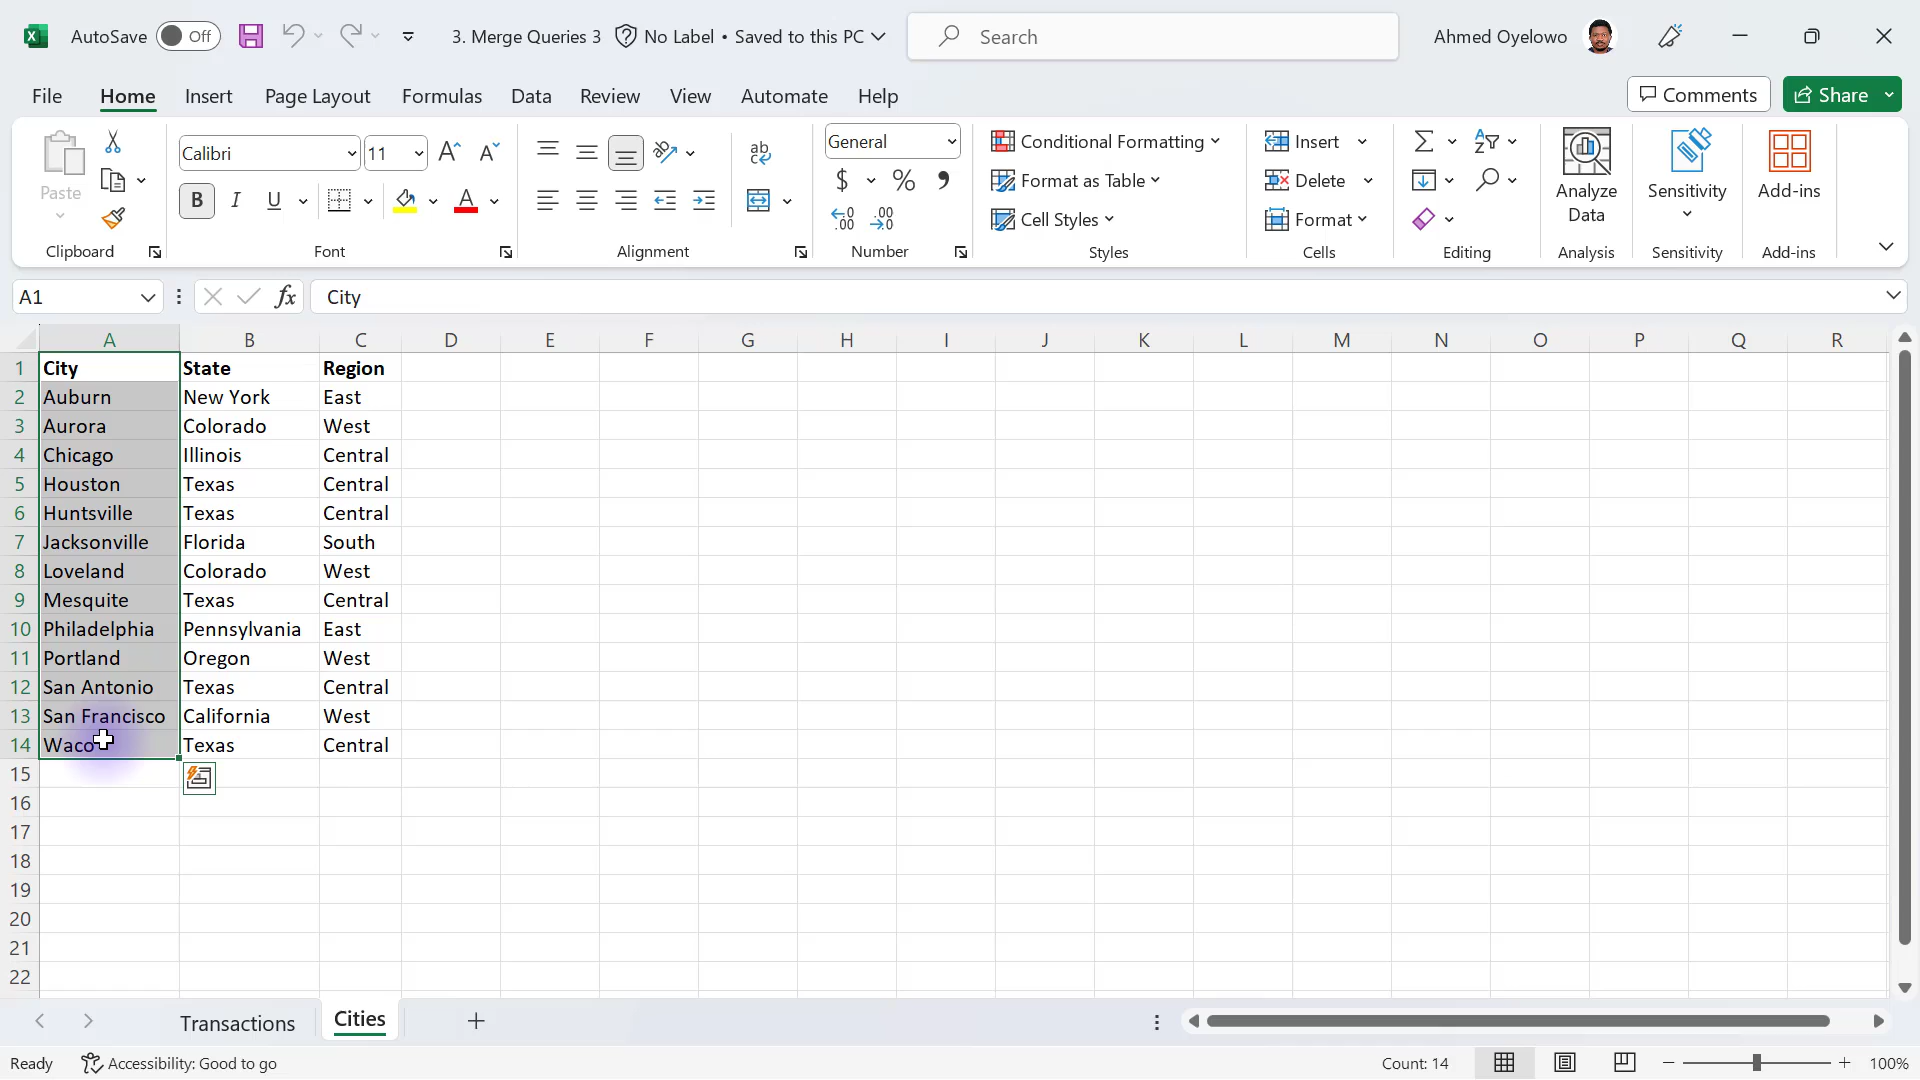 AutoSave Off 3. Merge Queries 3 No Label • Saved to this PC Search Ahmed Oyelowo
File Home Insert Page Layout Formulas Data Review View Automate Help Comments Share
Paste
Clipboard
Calibri 11
B I U
Font
ab
Alignment
General
$ % ,
Number
Conditional Formatting
Format as Table
Cell Styles
Styles
Insert
Delete
Format
Cells
Editing
Analyze
Data
Analysis
Sensitivity
Sensitivity
Add-ins
Add-ins
A1 fx City
A B C D E F G H I J K L M N O P Q R
1 City State Region
2 Auburn New York East
3 Aurora Colorado West
4 Chicago Illinois Central
5 Houston Texas Central
6 Huntsville Texas Central
7 Jacksonville Florida South
8 Loveland Colorado West
9 Mesquite Texas Central
10 Philadelphia Pennsylvania East
11 Portland Oregon West
12 San Antonio Texas Central
13 San Francisco California West
14 Waco Texas Central
15
16
17
18
19
20
21
22
Transactions Cities
Ready Accessibility: Good to go Count: 14 100%